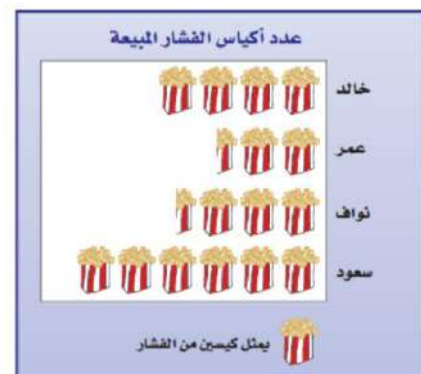 عدد أكياس الفشار المبيعة
خالد
عمر
نواف
سعود
يمثل كيسين من الفشار